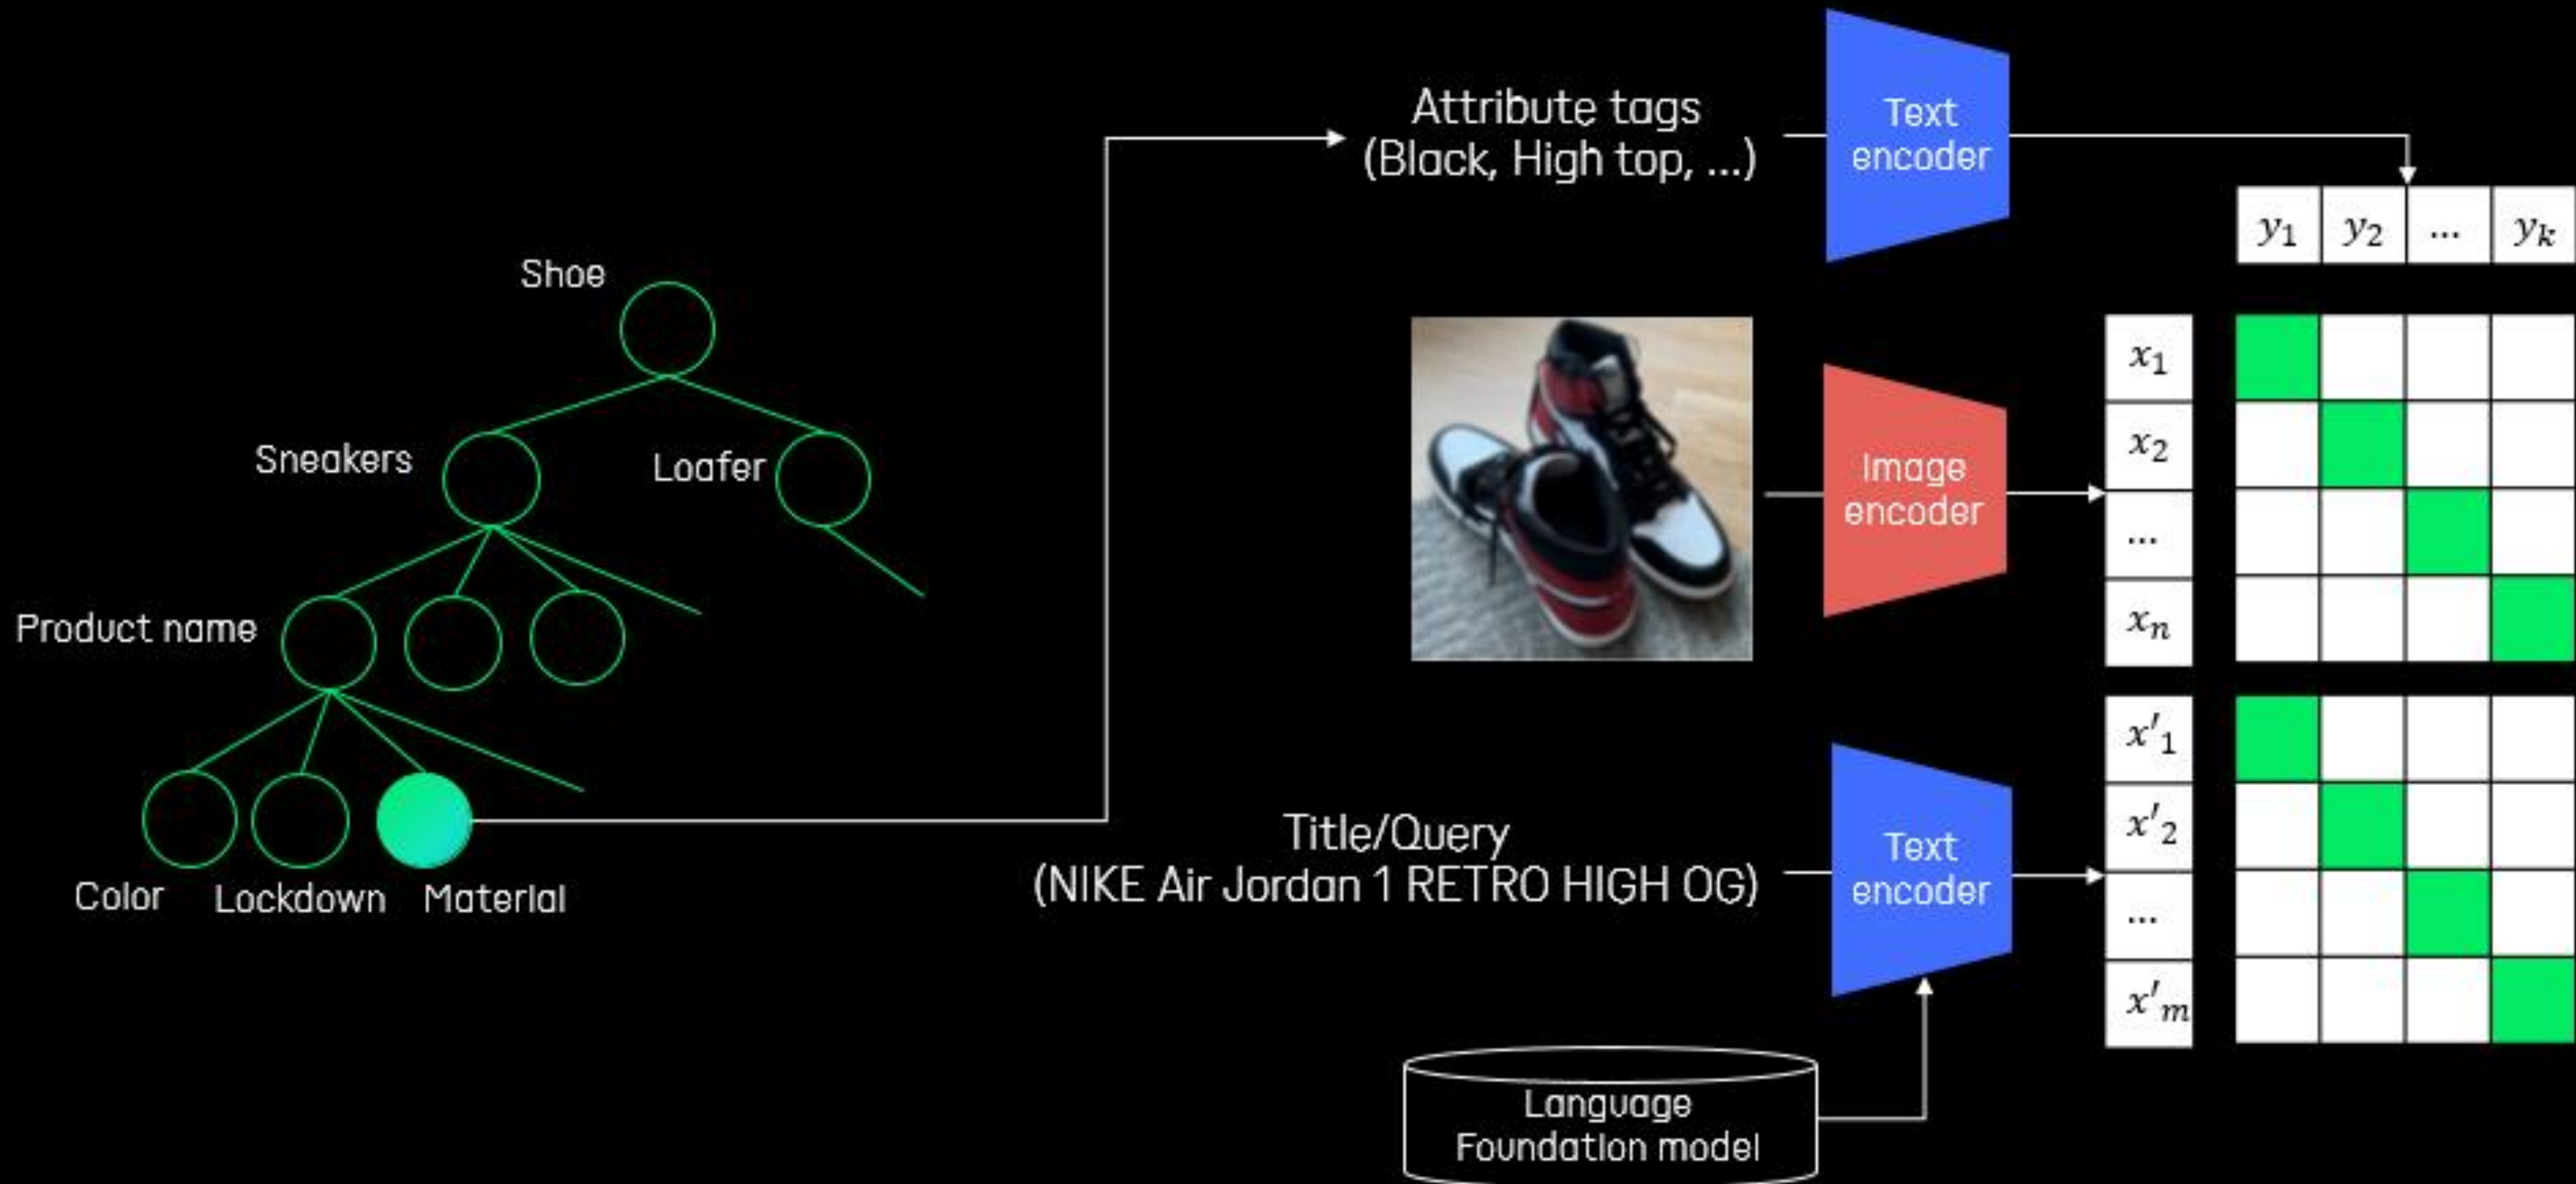 Shoe
Sneakers
Loafer
Product name
Color
Lockdown
Material
Attribute tags
(Black, High top, ...)
Text
encoder
Image
encoder
Title/Query
(NIKE Air Jordan 1 RETRO HIGH OG)
Text
encoder
Language
Foundation model
y₁ y₂ ... yₖ
x₁
x₂
...
xₙ
x'₁
x'₂
...
x'ₘ